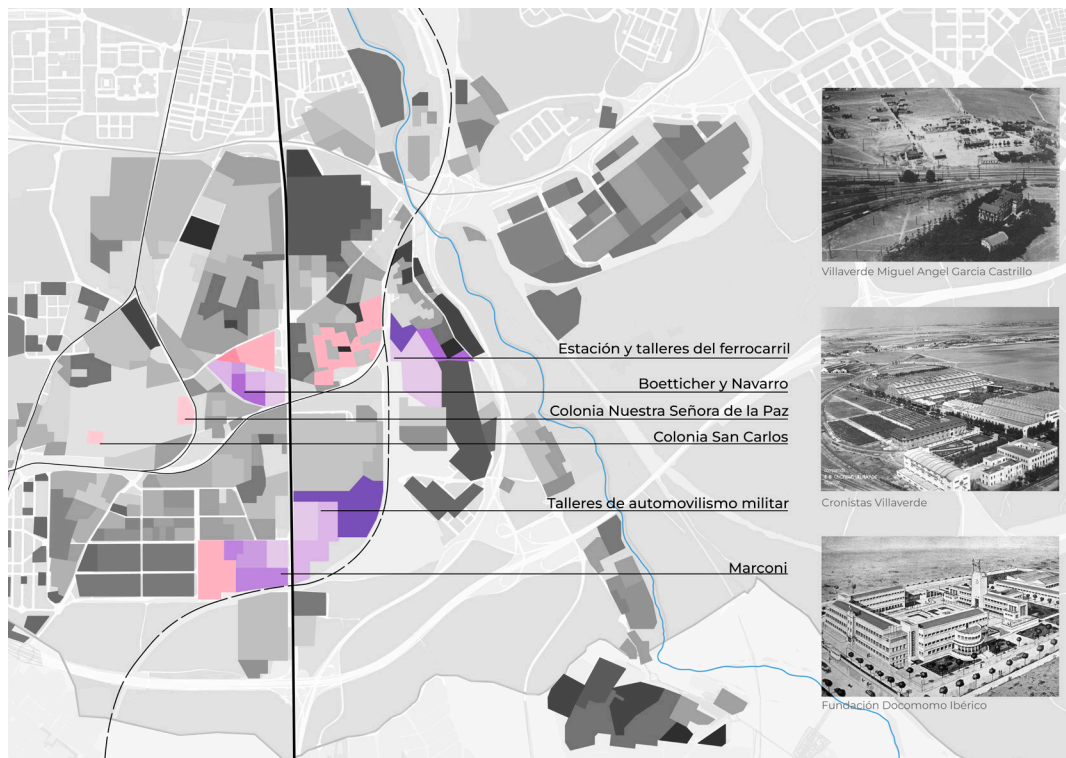 Estación y talleres del ferrocarril
Boetticher y Navarro
Colonia Nuestra Señora de la Paz
Colonia San Carlos
Talleres de automovilismo militar
Marconi
Villaverde Miguel Angel Garcia Castrillo
Cronistas Villaverde
Fundación Docomomo Ibérico